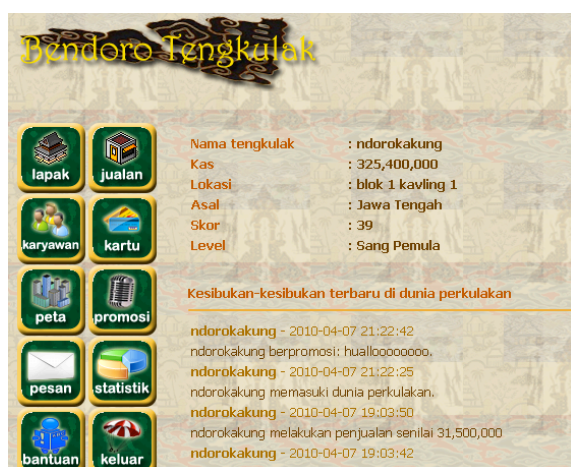 Bendoro Tengkulak
lapak
jualan
karyawan
kartu
peta
promosi
pesan
statistik
bantuan
keluar
Nama tengkulak : ndorokakung
Kas : 325,400,000
Lokasi : blok 1 kavling 1
Asal : Jawa Tengah
Skor : 39
Level : Sang Pemula
Kesibukan-kesibukan terbaru di dunia perkulakan
ndorokakung - 2010-04-07 21:22:42
ndorokakung berpromosi: huallooooooo.
ndorokakung - 2010-04-07 21:22:25
ndorokakung memasuki dunia perkulakan.
ndorokakung - 2010-04-07 19:03:50
ndorokakung melakukan penjualan senilai 31,500,000
ndorokakung - 2010-04-07 19:03:42